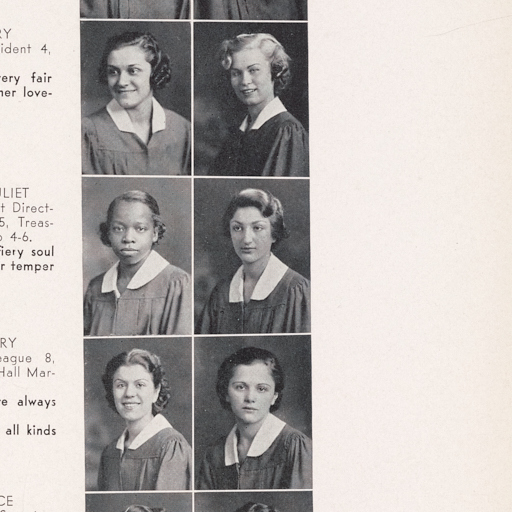 RY
ident 4,
ery fair
her love-
ULIET
t Direct-
5, Treas-
4-6.
fiery soul
r temper
RY
eague 8,
Hall Mar-
e always
all kinds
CE